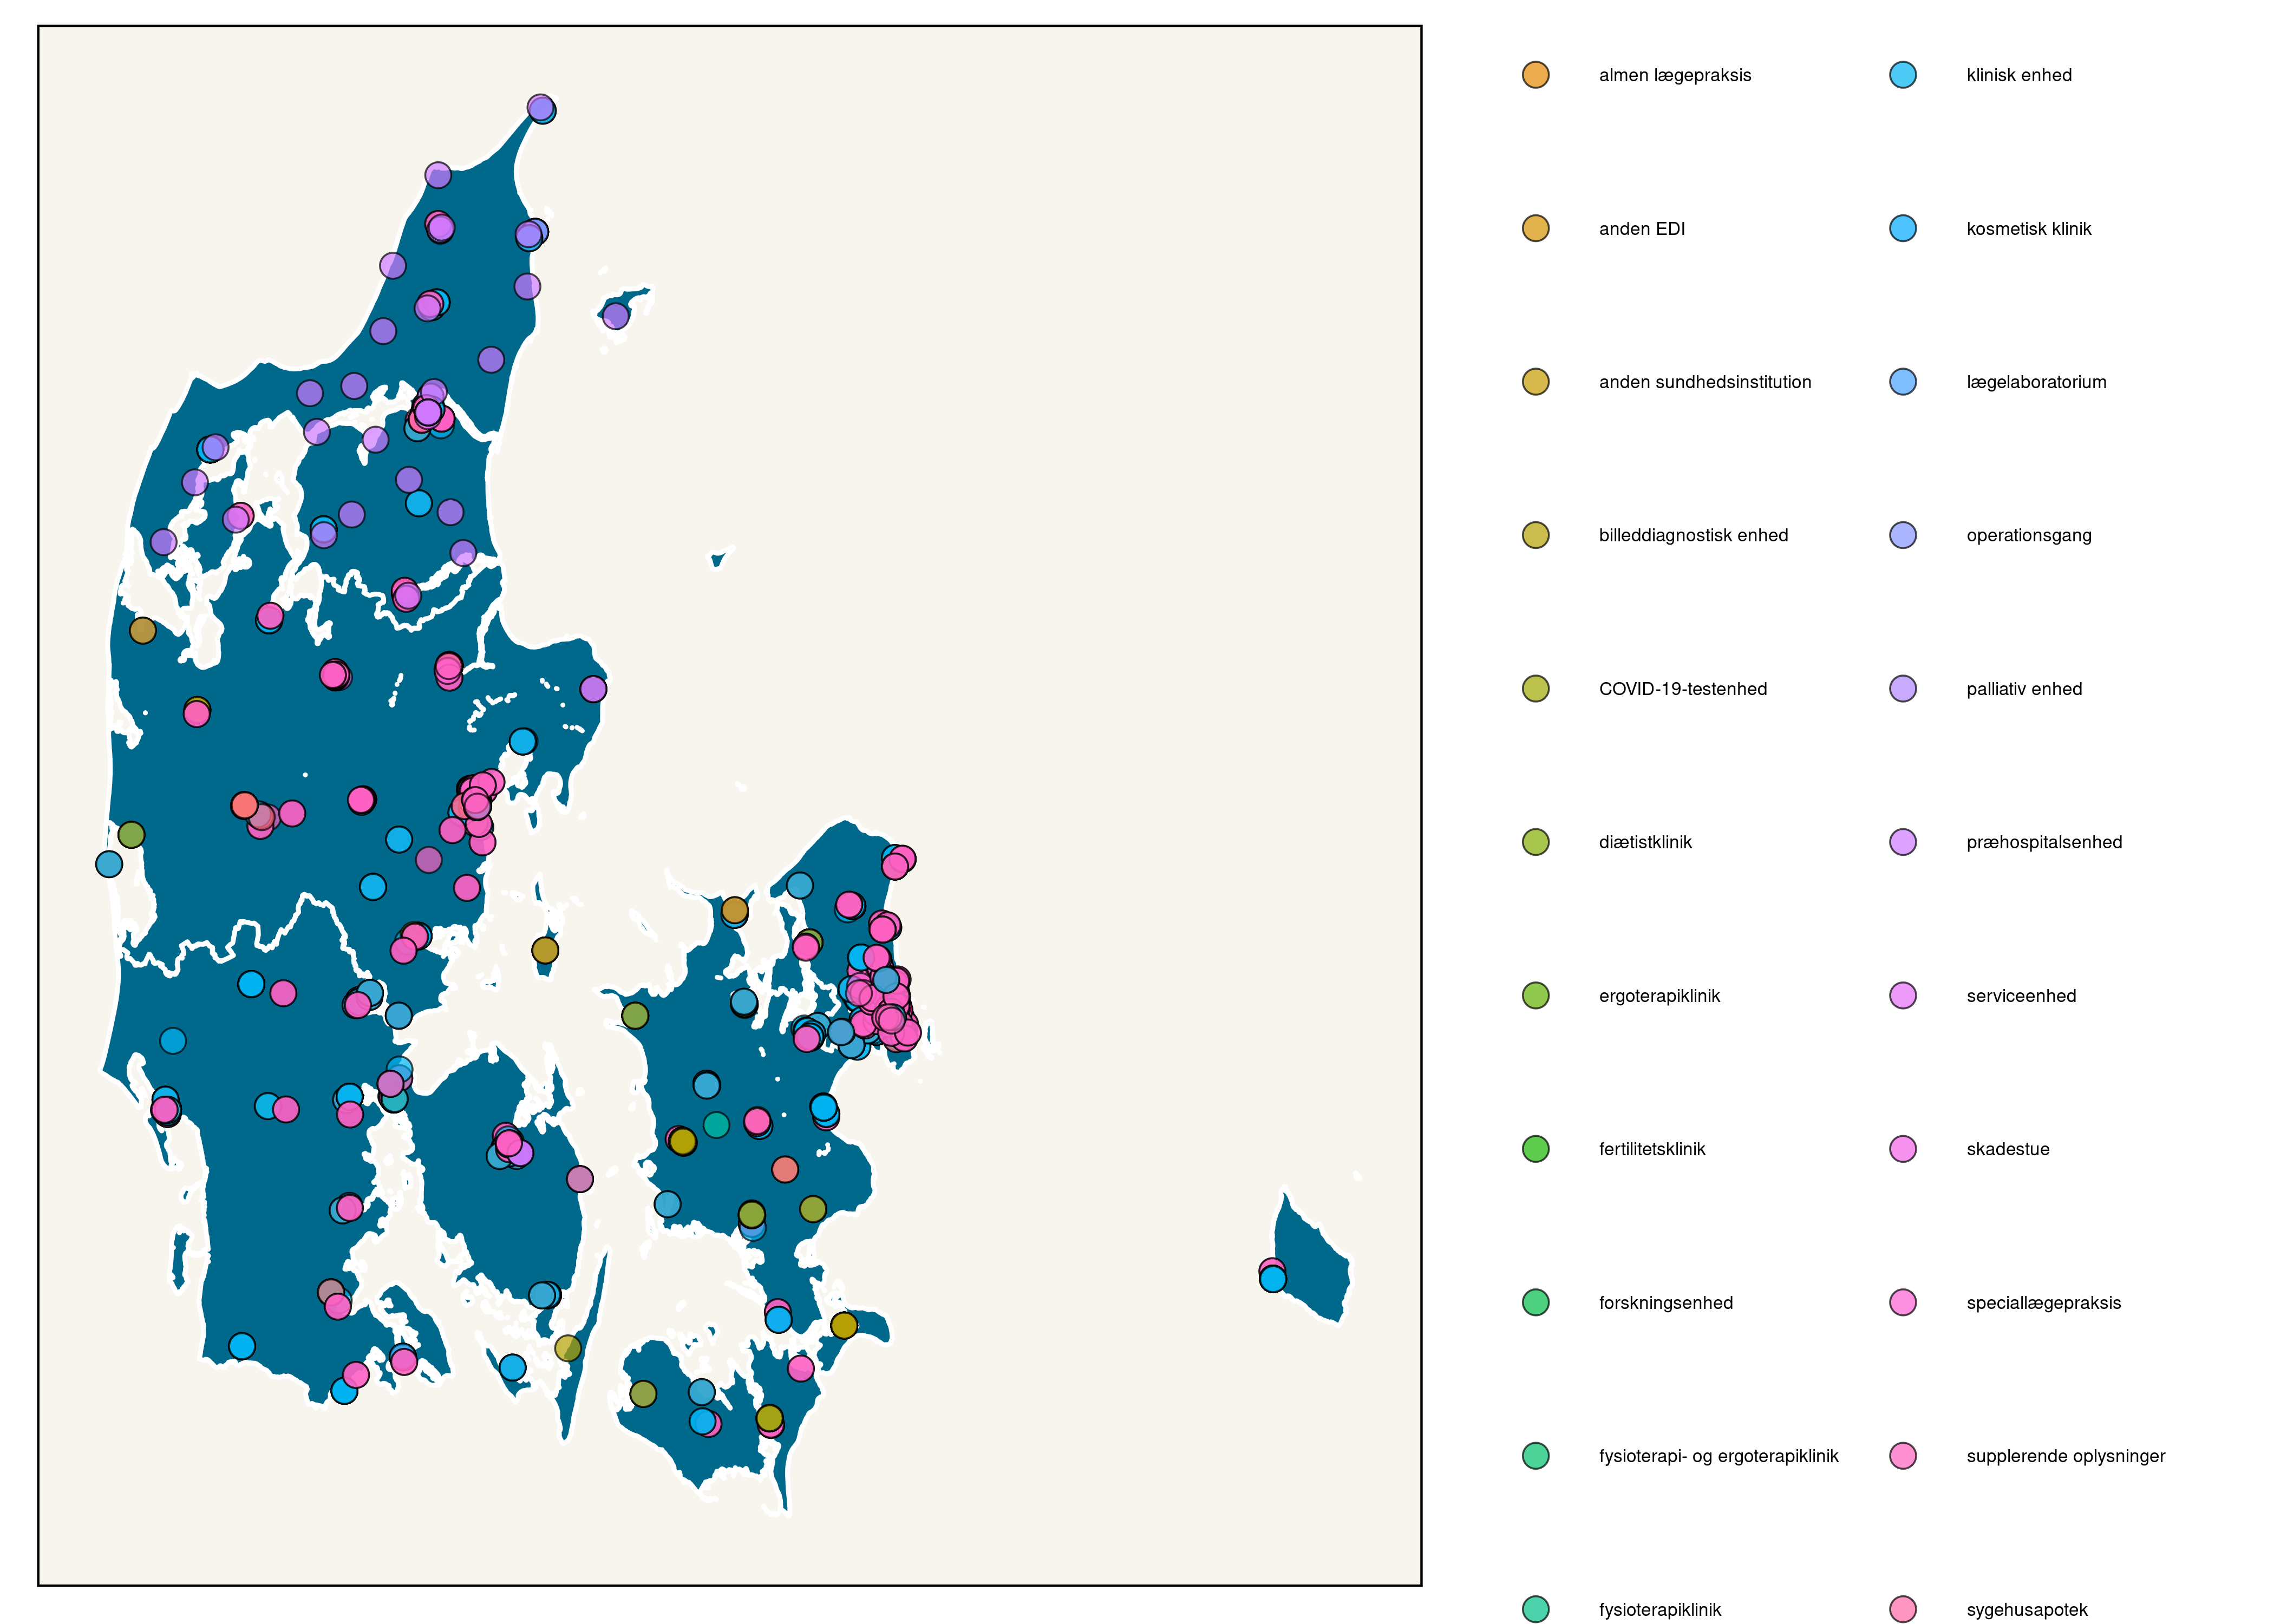 almen lægepraksis
anden EDI
anden sundhedsinstitution
billeddiagnostisk enhed
COVID-19-testenhed
diætistklinik
ergoterapiklinik
fertilitetsklinik
forskningsenhed
fysioterapi- og ergoterapiklinik
fysioterapiklinik
klinisk enhed
kosmetisk klinik
lægelaboratorium
operationsgang
palliativ enhed
præhospitalsenhed
serviceenhed
skadestue
speciallægepraksis
supplerende oplysninger
sygehusapotek